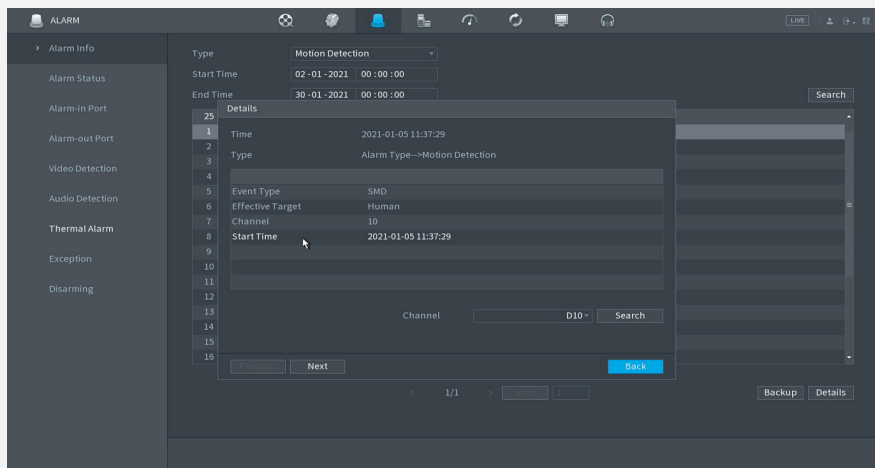 ALARM
LIVE
Alarm Info
Alarm Status
Alarm-in Port
Alarm-out Port
Video Detection
Audio Detection
Thermal Alarm
Exception
Disarming
Type Motion Detection
Start Time 02 -01 -2021 00 : 00 : 00
End Time 30 -01 -2021 00 : 00 : 00
Search
25
1
2
3
4
5
6
7
8
9
10
11
12
13
14
15
16
Details
Time 2021-01-05 11:37:29
Type Alarm Type-->Motion Detection
Event Type SMD
Effective Target Human
Channel 10
Start Time 2021-01-05 11:37:29
Channel D10 Search
Next Back
< 1/1 > 1
Backup Details